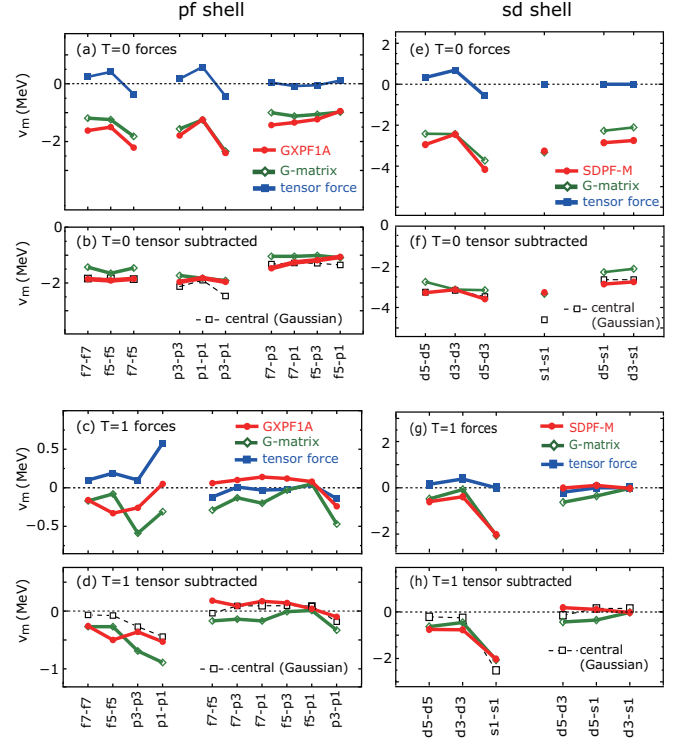 pf shell
sd shell
(a) T=0 forces
v_m (MeV)
0
−2
GXPF1A
G-matrix
tensor force
(b) T=0 tensor subtracted
v_m (MeV)
−2
central (Gaussian)
f7-f7
f5-f5
f7-f5
p3-p3
p1-p1
p3-p1
f7-p3
f7-p1
f5-p3
f5-p1
(e) T=0 forces
v_m (MeV)
2
0
−2
−4
SDPF-M
G-matrix
tensor force
(f) T=0 tensor subtracted
−2
−4
central
(Gaussian)
d5-d5
d3-d3
d5-d3
s1-s1
d5-s1
d3-s1
(c) T=1 forces
v_m (MeV)
0.5
0
−0.5
GXPF1A
G-matrix
tensor force
(d) T=1 tensor subtracted
v_m (MeV)
0
−1
central (Gaussian)
f7-f7
f5-f5
p3-p3
p1-p1
f7-f5
f7-p3
f7-p1
f5-p3
f5-p1
p3-p1
(g) T=1 forces
2
0
−2
SDPF-M
G-matrix
tensor force
(h) T=1 tensor subtracted
0
−2
central
(Gaussian)
d5-d5
d3-d3
s1-s1
d5-d3
d5-s1
d3-s1